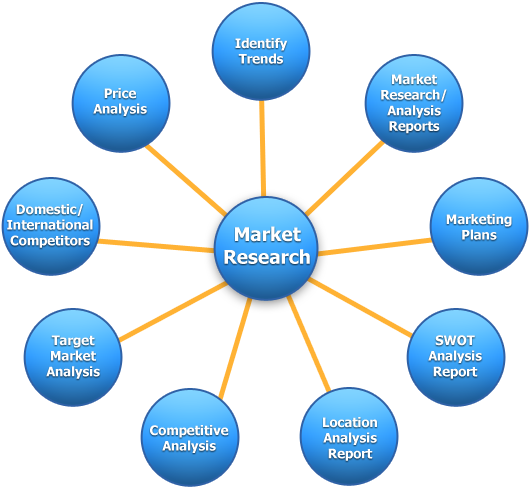 Identify
Trends
Market
Research/
Analysis
Reports
Marketing
Plans
SWOT
Analysis
Report
Location
Analysis
Report
Competitive
Analysis
Target
Market
Analysis
Domestic/
International
Competitors
Price
Analysis
Market
Research